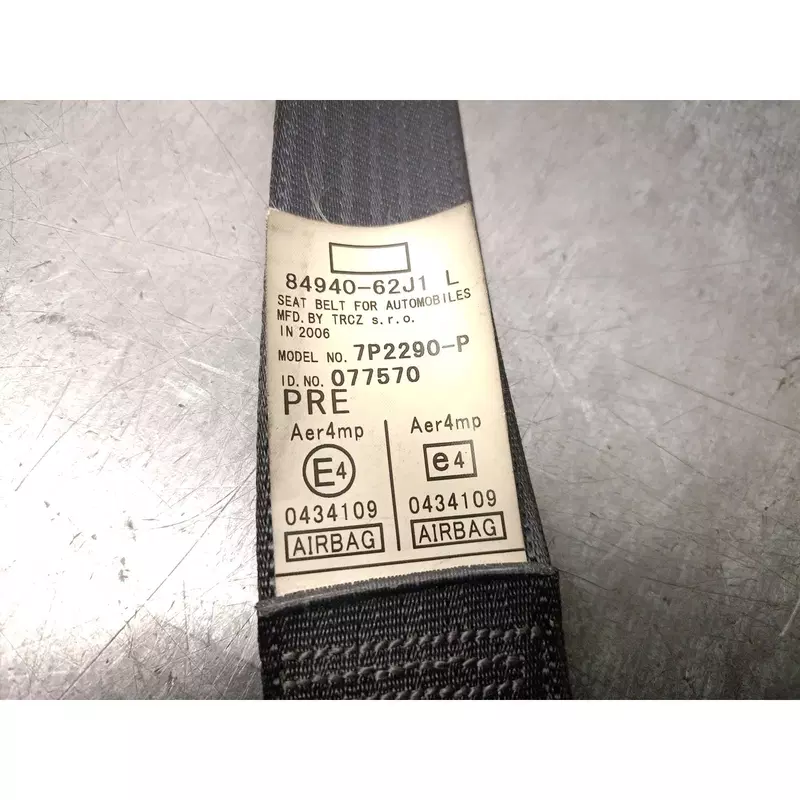 84940-62J1 L
SEAT BELT FOR AUTOMOBILES
MFD. BY TRCZ s.r.o.
IN 2006
MODEL NO. 7P2290-P
ID. NO. 077570
PRE
Aer4mp
E4
0434109
AIRBAG
Aer4mp
e4
0434109
AIRBAG